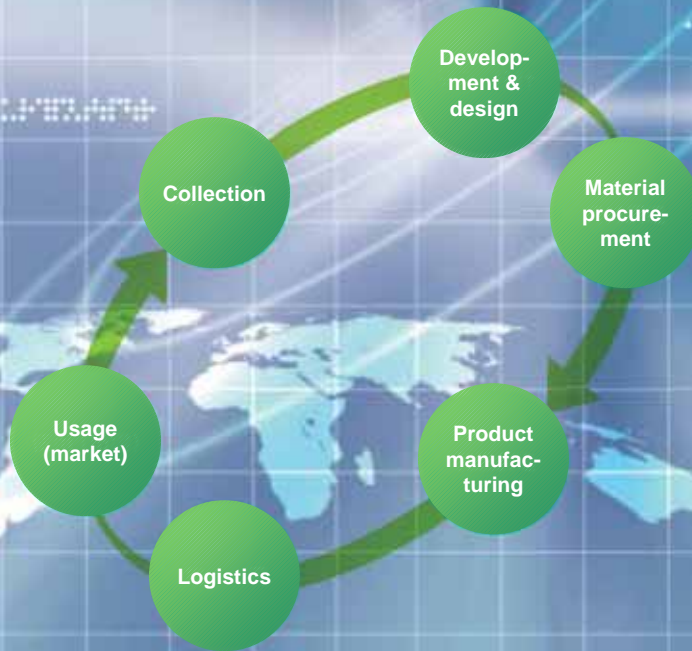 Develop-
ment &
design
Collection
Material
procure-
ment
Usage
(market)
Product
manufac-
turing
Logistics